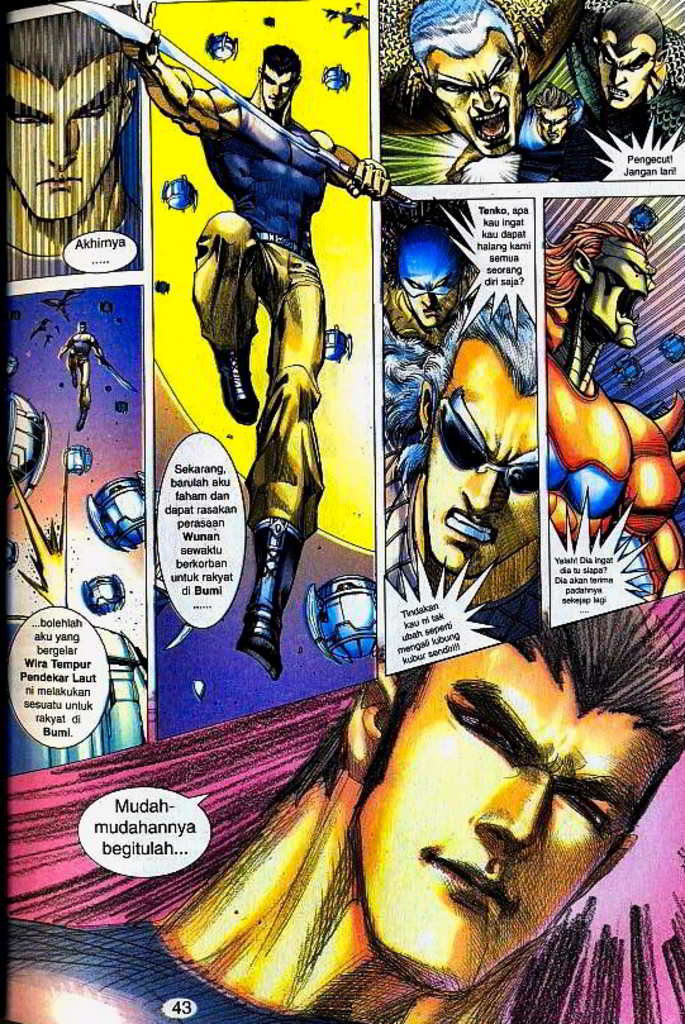 Akhirnya
.....
...bolehlah
aku yang
bergelar
Wira Tempur
Pendekar Laut
ni melakukan
sesuatu untuk
rakyat di
Bumi.
Sekarang,
barulah aku
faham dan
dapat rasakan
perasaan
Wunan
sewaktu
berkorban
untuk rakyat
di Bumi
......
Pengecut!
Jangan lari!
Tenko, apa
kau ingat
kau dapat
halang kami
semua
seorang
diri saja?
Tindakan
kau ni tak
ubah seperti
mengali lubung
kubur sendiri!!
Yelah! Dia ingat
dia tu siapa?
Dia akan terima
padahnya
sekejap lagi
....
Mudah-
mudahannya
begitulah...
43